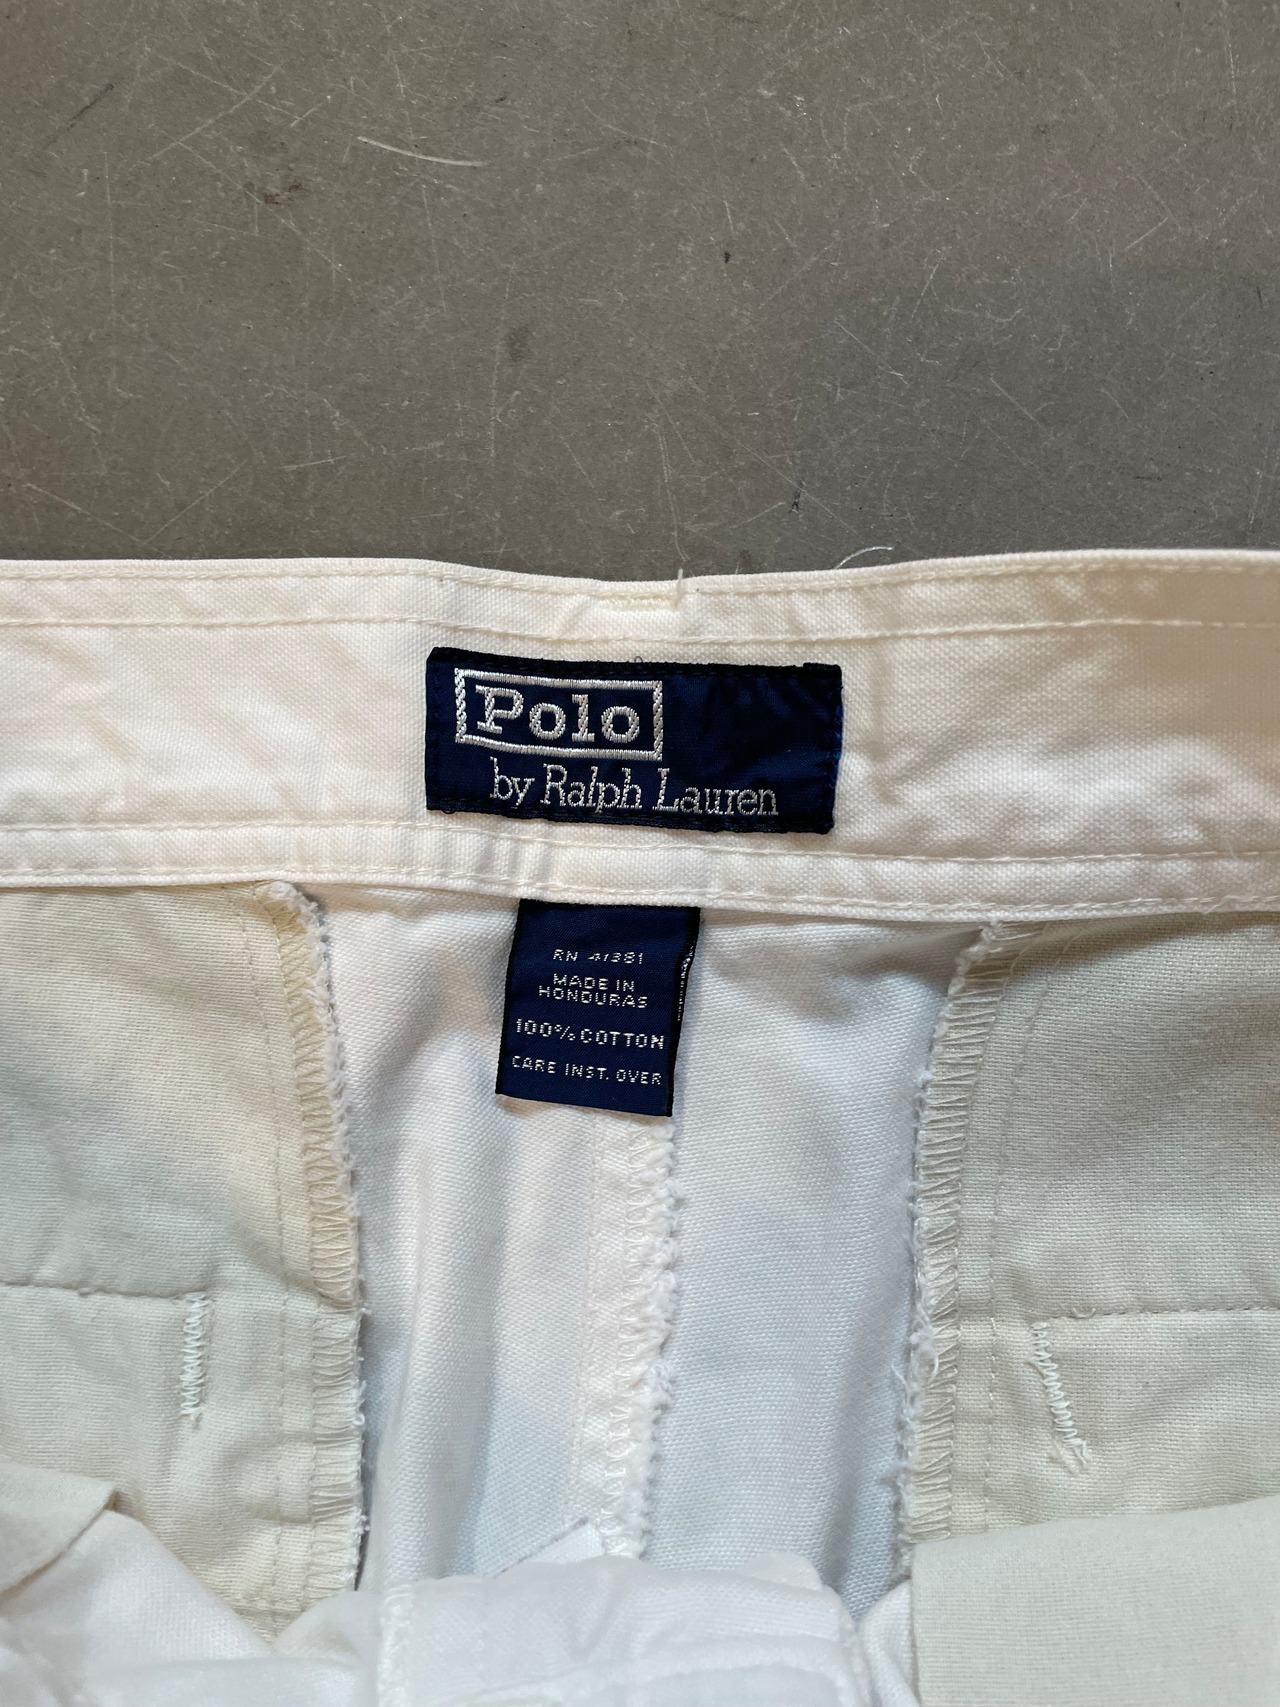 Polo
by Ralph Lauren
RN 41381
MADE IN
HONDURAS
100% COTTON
CARE INST. OVER